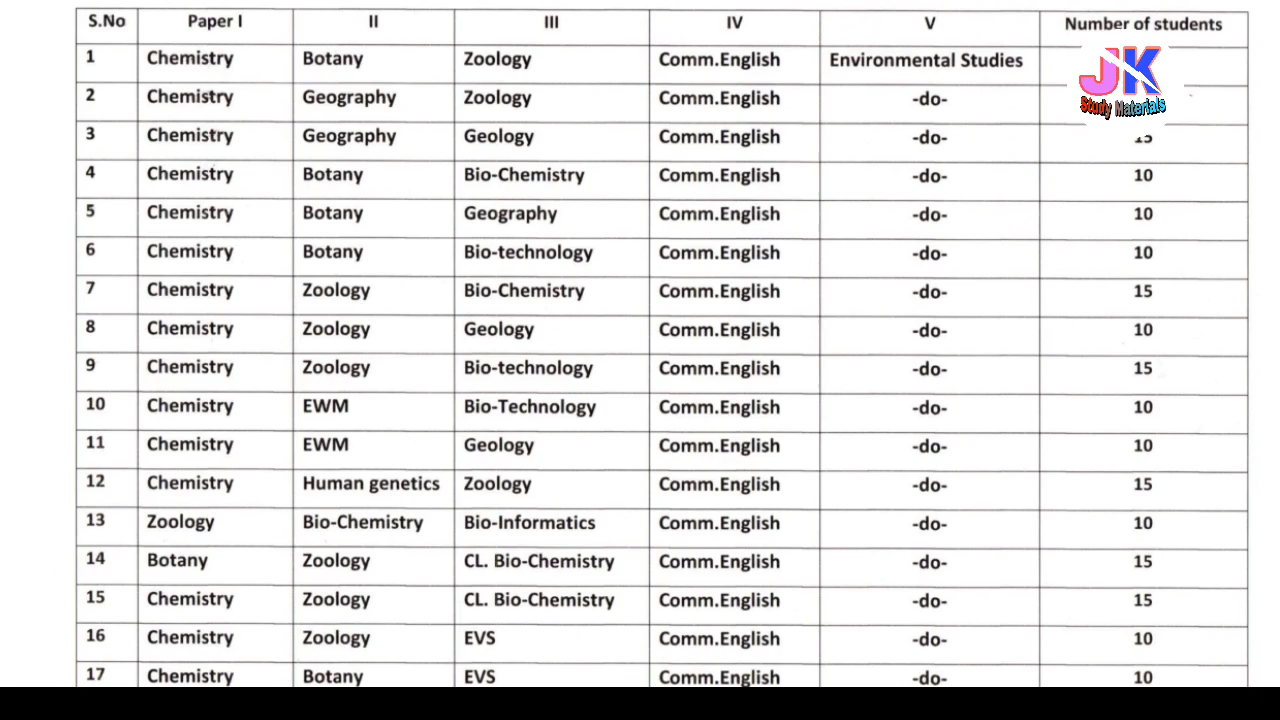 S.No Paper I II III IV V Number of students
1 Chemistry Botany Zoology Comm.English Environmental Studies
2 Chemistry Geography Zoology Comm.English -do-
3 Chemistry Geography Geology Comm.English -do- 15
4 Chemistry Botany Bio-Chemistry Comm.English -do- 10
5 Chemistry Botany Geography Comm.English -do- 10
6 Chemistry Botany Bio-technology Comm.English -do- 10
7 Chemistry Zoology Bio-Chemistry Comm.English -do- 15
8 Chemistry Zoology Geology Comm.English -do- 10
9 Chemistry Zoology Bio-technology Comm.English -do- 15
10 Chemistry EWM Bio-Technology Comm.English -do- 10
11 Chemistry EWM Geology Comm.English -do- 10
12 Chemistry Human genetics Zoology Comm.English -do- 15
13 Zoology Bio-Chemistry Bio-Informatics Comm.English -do- 10
14 Botany Zoology CL. Bio-Chemistry Comm.English -do- 15
15 Chemistry Zoology CL. Bio-Chemistry Comm.English -do- 15
16 Chemistry Zoology EVS Comm.English -do- 10
17 Chemistry Botany EVS Comm.English -do- 10
JK
Study Materials